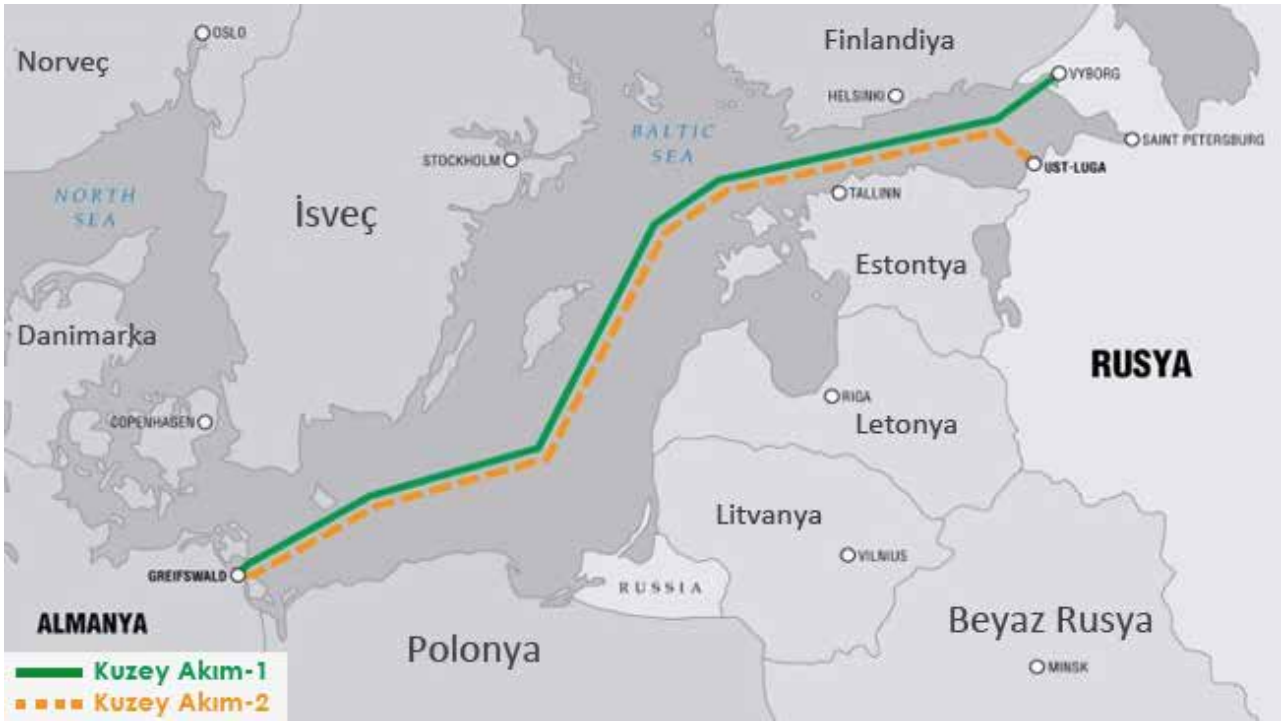 OSLO
Norveç
Finlandiya
VYBORG
HELSINKI
BALTIC
SEA
SAINT PETERSBURG
STOCKHOLM
UST-LUGA
NORTH
SEA
TALLINN
İsveç
Estontya
Danimarka
RUSYA
RIGA
COPENHAGEN
Letonya
Litvanya
VILNIUS
GREIFSWALD
RUSSIA
ALMANYA
Beyaz Rusya
Polonya
MINSK
Kuzey Akım-1
Kuzey Akım-2